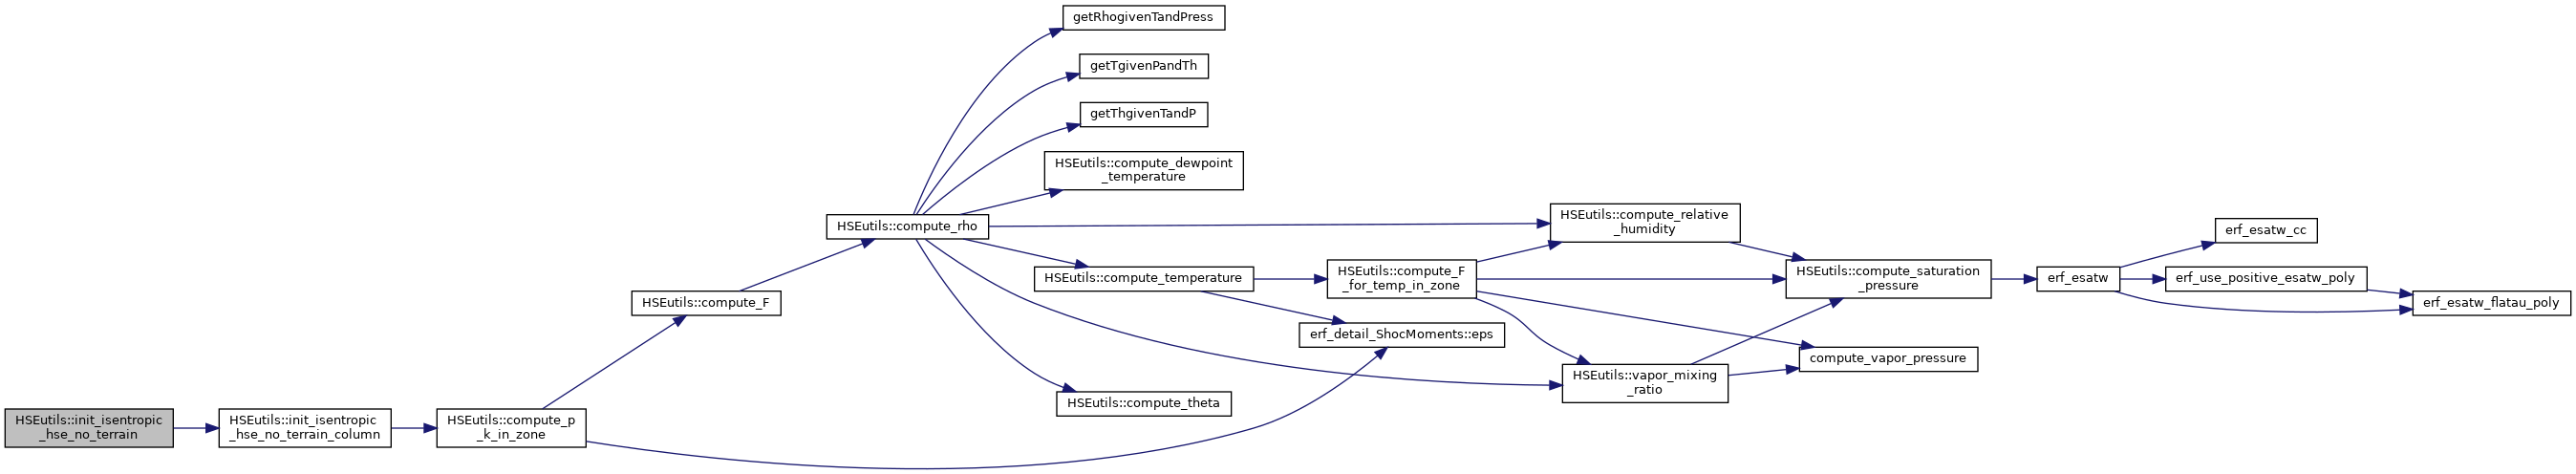 getRhogivenTandPress
getTgivenPandTh
getThgivenTandP
HSEutils::compute_dewpoint
_temperature
HSEutils::compute_rho
HSEutils::compute_relative
_humidity
erf_esatw_cc
HSEutils::compute_temperature
HSEutils::compute_F
_for_temp_in_zone
HSEutils::compute_saturation
_pressure
erf_esatw
erf_use_positive_esatw_poly
HSEutils::compute_F
erf_esatw_flatau_poly
erf_detail_ShocMoments::eps
compute_vapor_pressure
HSEutils::vapor_mixing
_ratio
HSEutils::compute_theta
HSEutils::init_isentropic
_hse_no_terrain
HSEutils::init_isentropic
_hse_no_terrain_column
HSEutils::compute_p
_k_in_zone